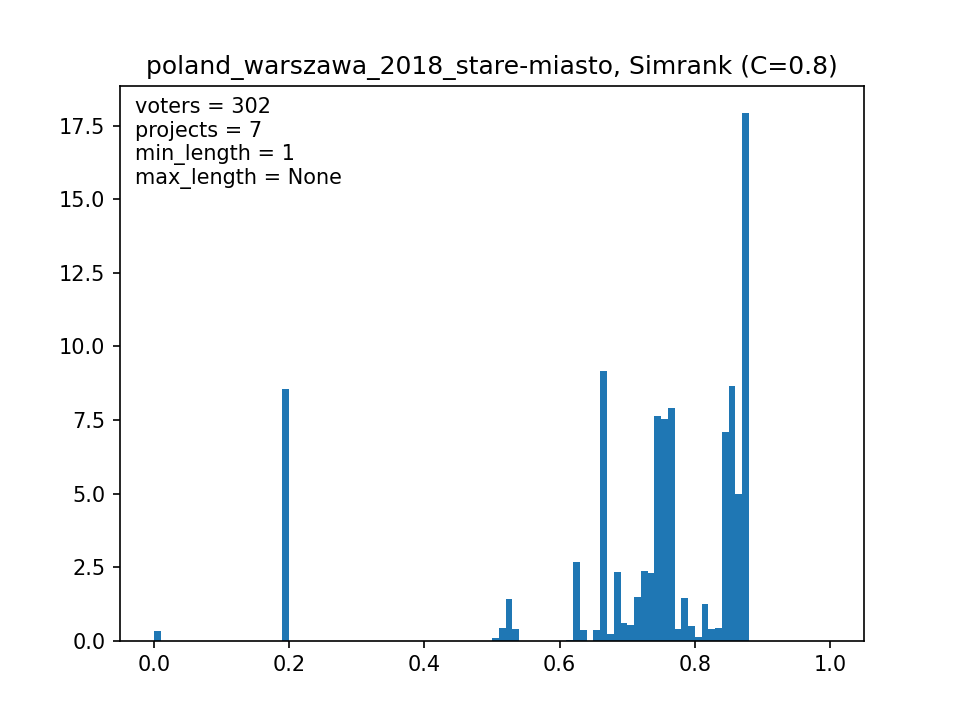 poland_warszawa_2018_stare-miasto, Simrank (C=0.8)
voters = 302
projects = 7
min_length = 1
max_length = None
17.5
15.0
12.5
10.0
7.5
5.0
2.5
0.0
0.0 0.2 0.4 0.6 0.8 1.0